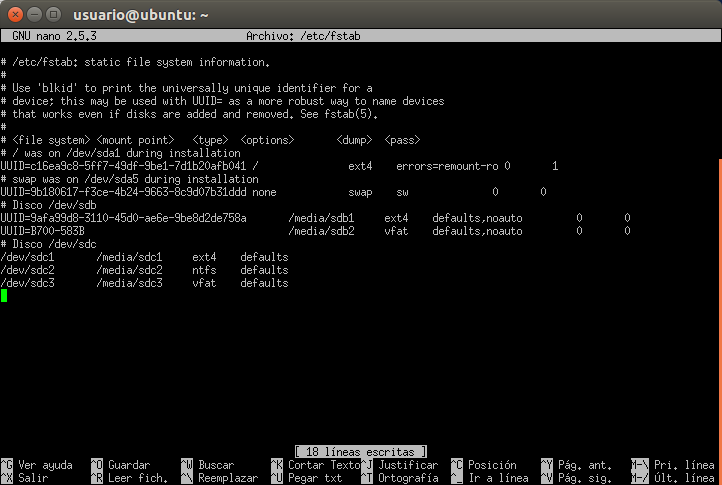 usuario@ubuntu: ~
GNU nano 2.5.3 Archivo: /etc/fstab
# /etc/fstab: static file system information.
#
# Use 'blkid' to print the universally unique identifier for a
# device; this may be used with UUID= as a more robust way to name devices
# that works even if disks are added and removed. See fstab(5).
#
# <file system> <mount point> <type> <options> <dump> <pass>
# / was on /dev/sda1 during installation
UUID=c16ea9c8-5ff7-49df-9be1-7d1b20afb041 / ext4 errors=remount-ro 0 1
# swap was on /dev/sda5 during installation
UUID=9b180617-f3ce-4b24-9663-8c9d07b31ddd none swap sw 0 0
# Disco /dev/sdb
UUID=9afa99d8-3110-45d0-ae6e-9be8d2de758a /media/sdb1 ext4 defaults,noauto 0 0
UUID=B700-583B /media/sdb2 vfat defaults,noauto 0 0
# Disco /dev/sdc
/dev/sdc1 /media/sdc1 ext4 defaults
/dev/sdc2 /media/sdc2 ntfs defaults
/dev/sdc3 /media/sdc3 vfat defaults
[ 18 líneas escritas ]
^G Ver ayuda ^O Guardar ^W Buscar ^K Cortar Texto ^J Justificar ^C Posición ^Y Pág. ant. M-\ Pri. línea
^X Salir ^R Leer fich. ^\ Reemplazar ^U Pegar txt ^T Ortografía ^_ Ir a línea ^V Pág. sig. M-/ Últ. línea